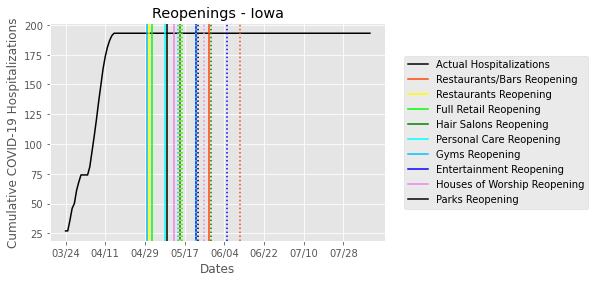 Reopenings - Iowa
Cumulative COVID-19 Hospitalizations
200
175
150
125
100
75
50
25
03/24 04/11 04/29 05/17 06/04 06/22 07/10 07/28
Dates
Actual Hospitalizations
Restaurants/Bars Reopening
Restaurants Reopening
Full Retail Reopening
Hair Salons Reopening
Personal Care Reopening
Gyms Reopening
Entertainment Reopening
Houses of Worship Reopening
Parks Reopening